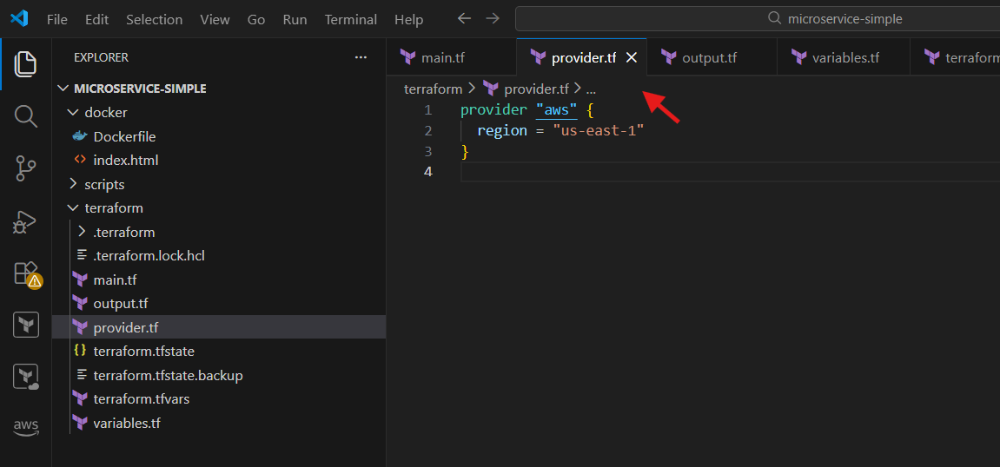 File Edit Selection View Go Run Terminal Help
microservice-simple
EXPLORER ...
MICROSERVICE-SIMPLE
docker
Dockerfile
index.html
scripts
terraform
.terraform
.terraform.lock.hcl
main.tf
output.tf
provider.tf
terraform.tfstate
terraform.tfstate.backup
terraform.tfvars
variables.tf
aws
main.tf provider.tf output.tf variables.tf terraform
terraform > provider.tf > ...
1 provider "aws" {
2 region = "us-east-1"
3 }
4